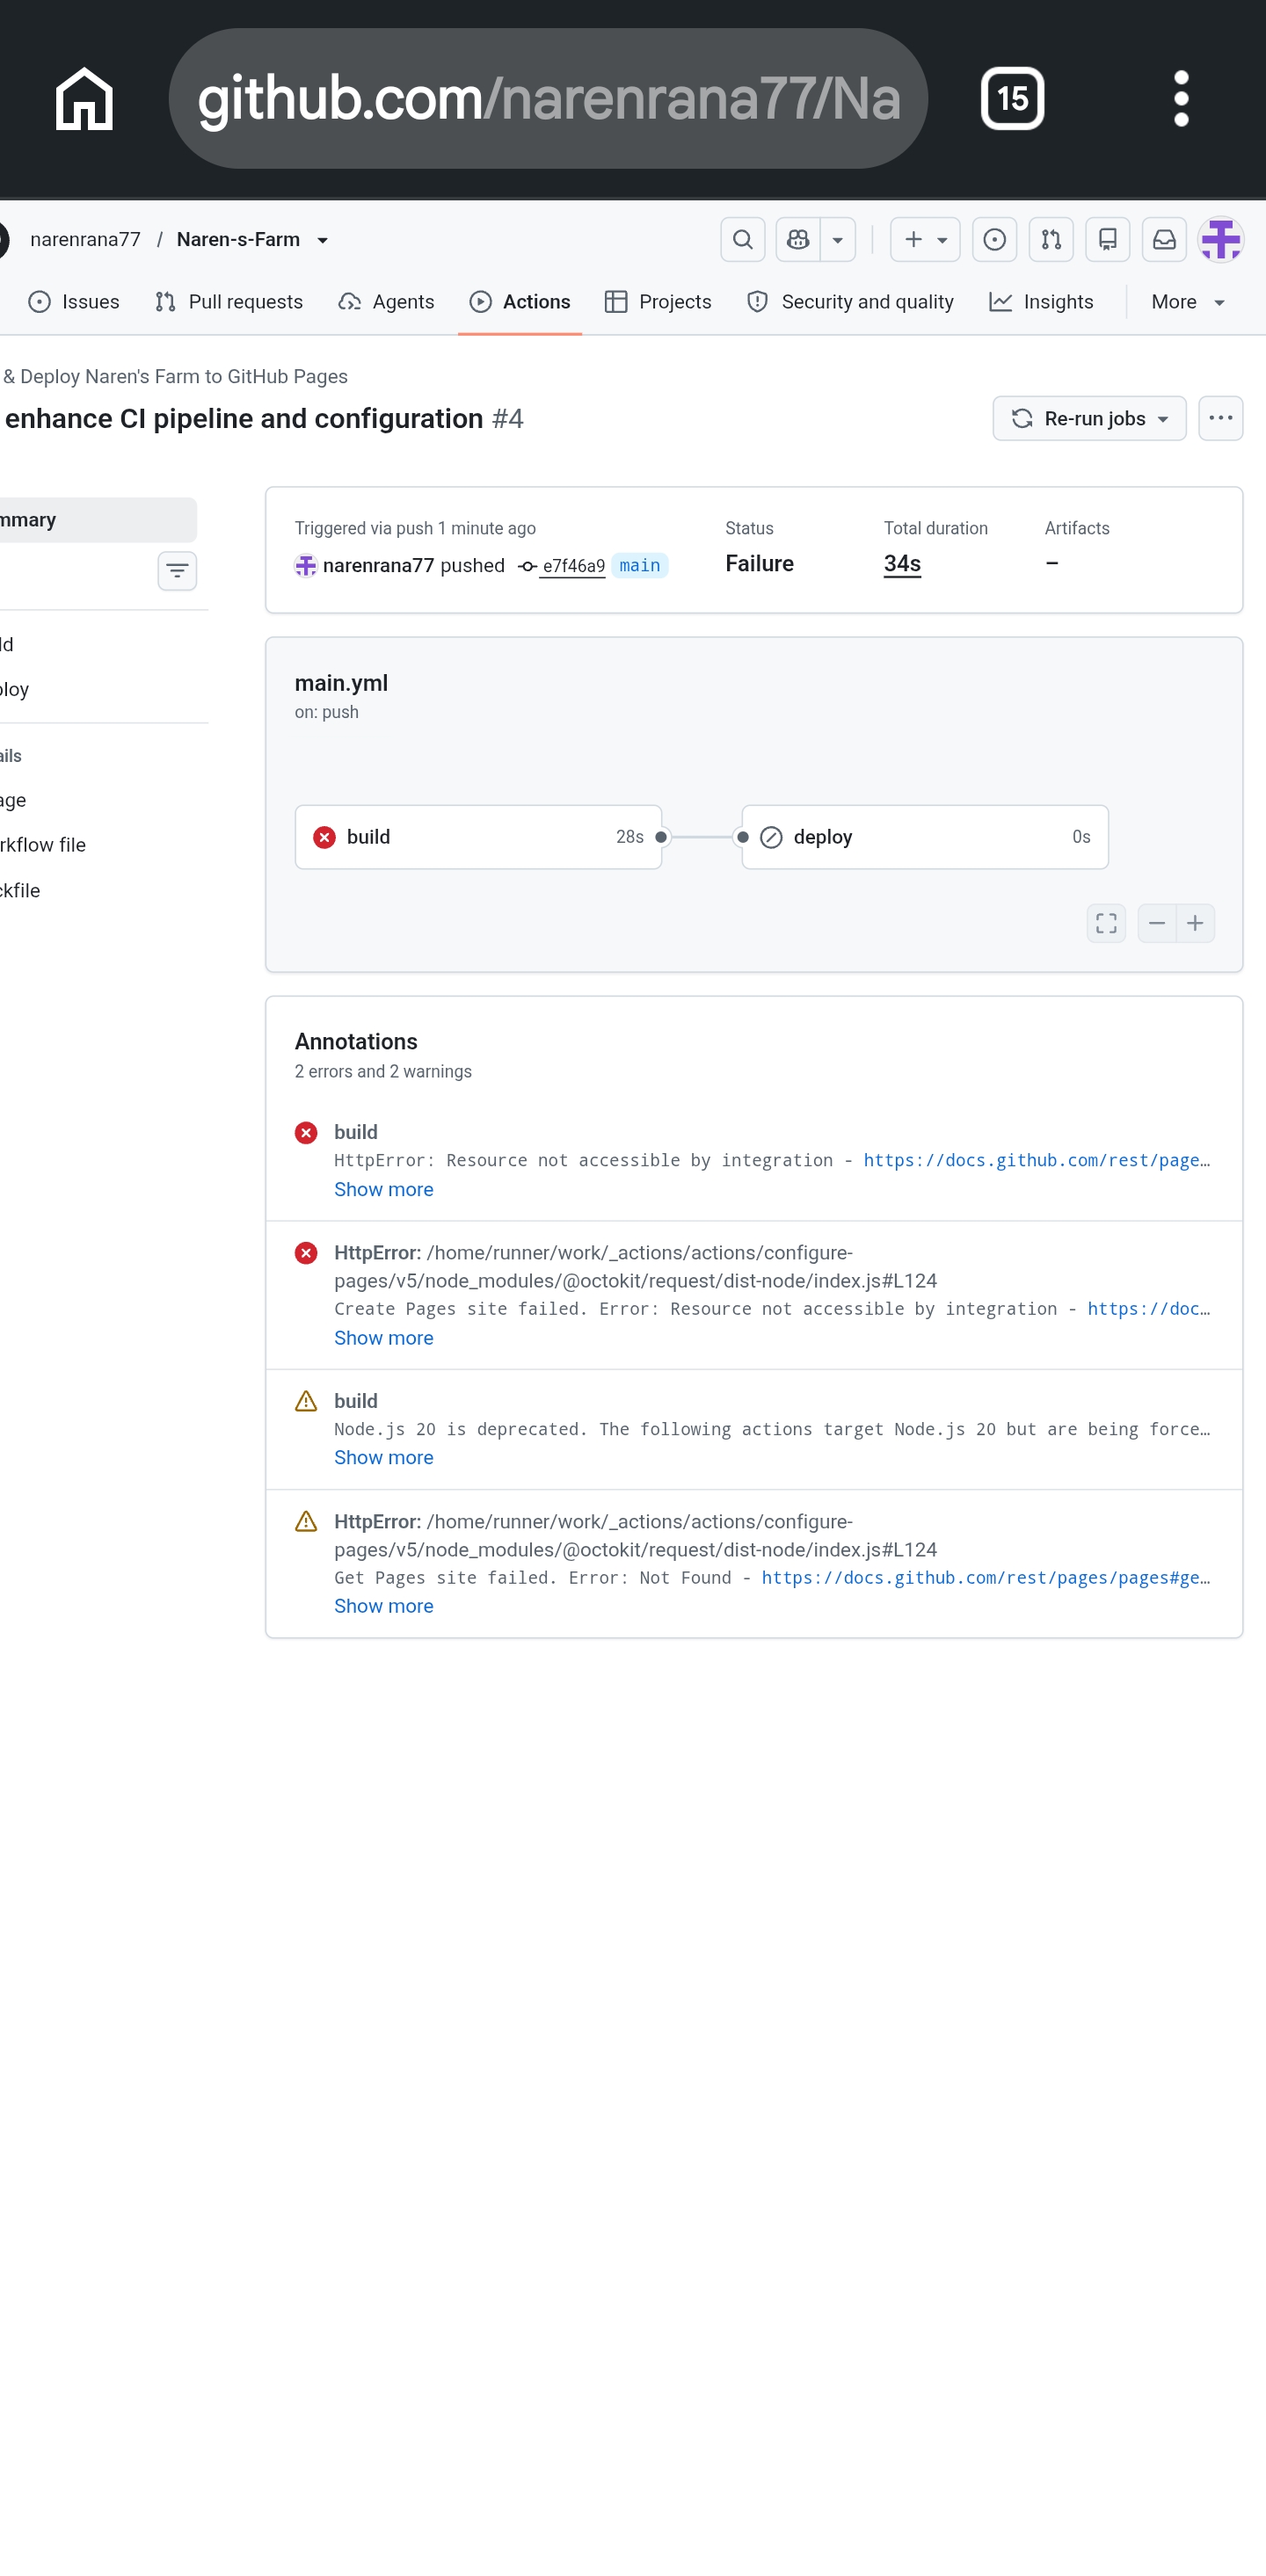 github.com/narenrana77/Na
15
narenrana77 / Naren-s-Farm
Issues
Pull requests
Agents
Actions
Projects
Security and quality
Insights
More
& Deploy Naren's Farm to GitHub Pages
enhance CI pipeline and configuration #4
Re-run jobs
mmary
ld
loy
ails
age
rkflow file
ckfile
Triggered via push 1 minute ago
narenrana77 pushed e7f46a9 main
Status
Failure
Total duration
34s
Artifacts
–
main.yml
on: push
build 28s
deploy 0s
Annotations
2 errors and 2 warnings
build
HttpError: Resource not accessible by integration - https://docs.github.com/rest/page…
Show more
HttpError: /home/runner/work/_actions/actions/configure-
pages/v5/node_modules/@octokit/request/dist-node/index.js#L124
Create Pages site failed. Error: Resource not accessible by integration - https://doc…
Show more
build
Node.js 20 is deprecated. The following actions target Node.js 20 but are being force…
Show more
HttpError: /home/runner/work/_actions/actions/configure-
pages/v5/node_modules/@octokit/request/dist-node/index.js#L124
Get Pages site failed. Error: Not Found - https://docs.github.com/rest/pages/pages#ge…
Show more